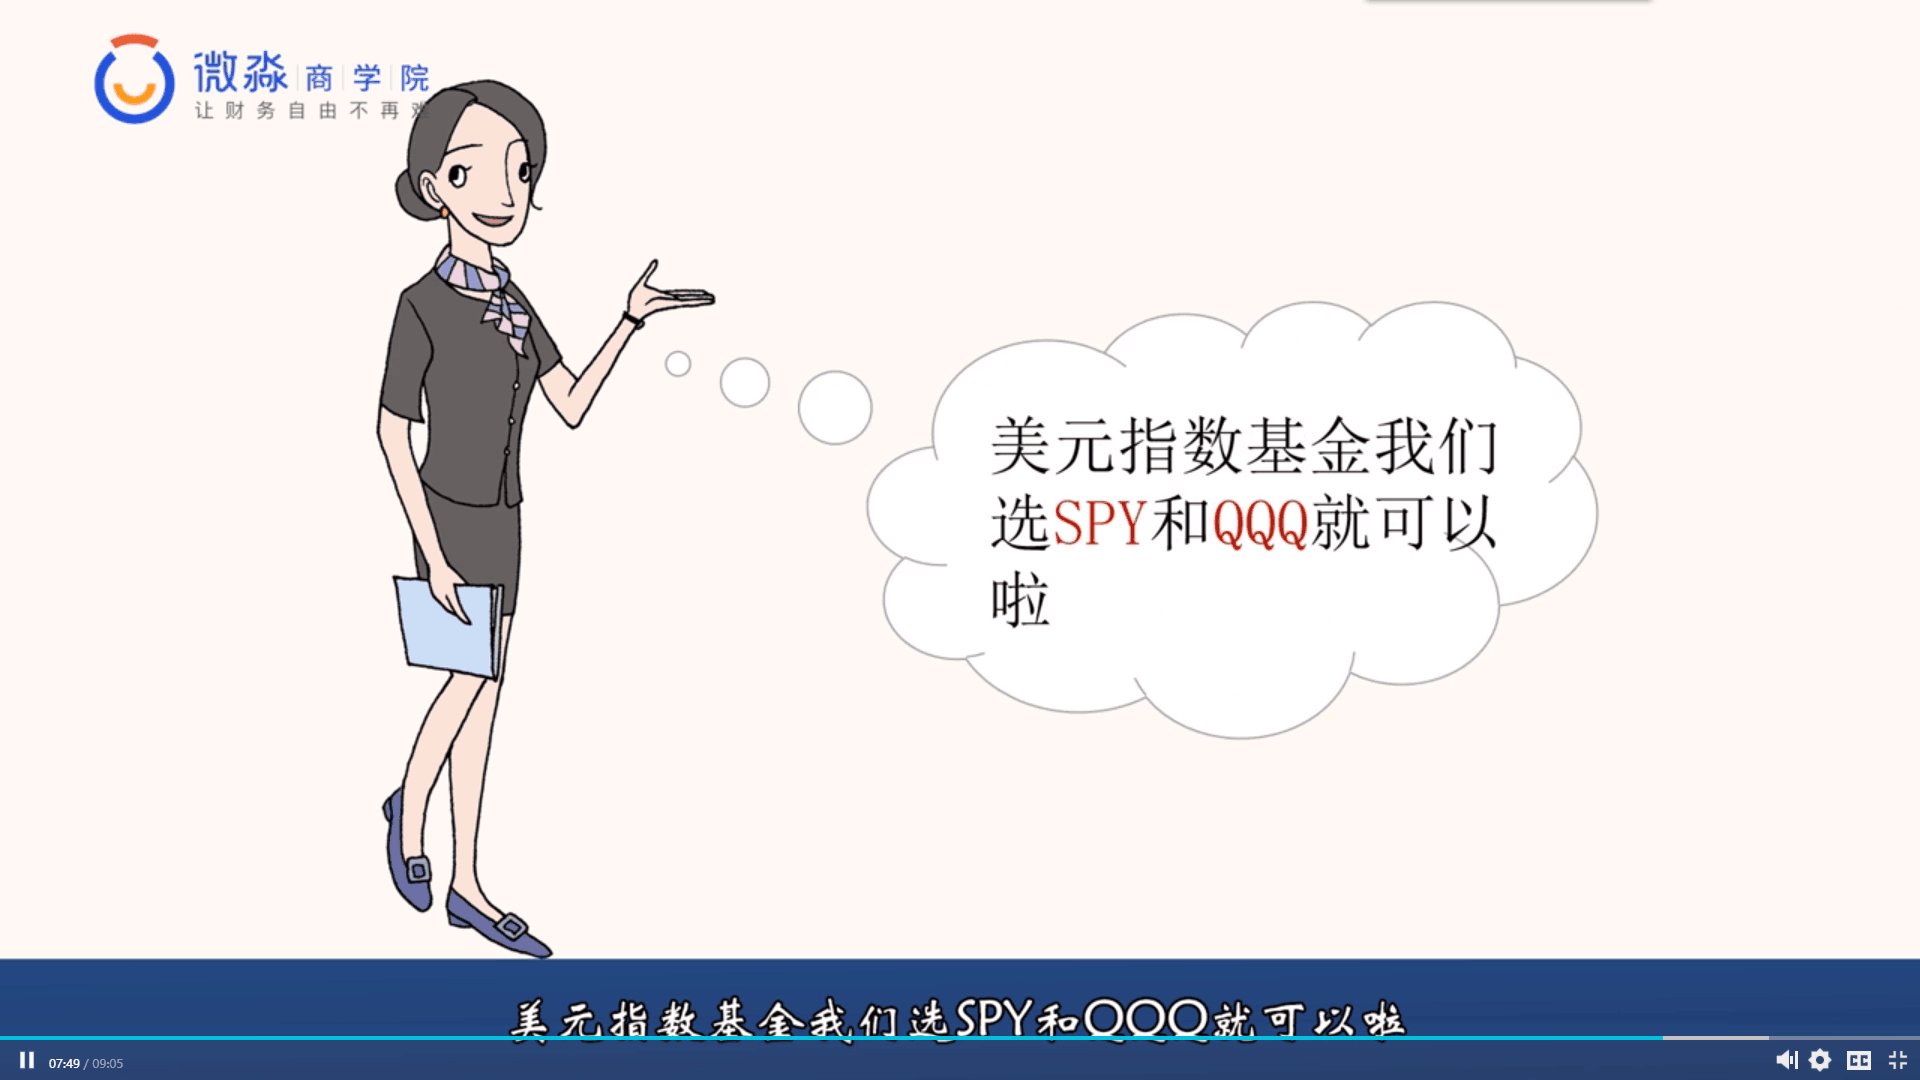 微淼商学院
让财务自由不再难
美元指数基金我们
选SPY和QQQ就可以
啦
美元指数基金我们选SPY和QQQ就可以啦
07:49 / 09:05
CC